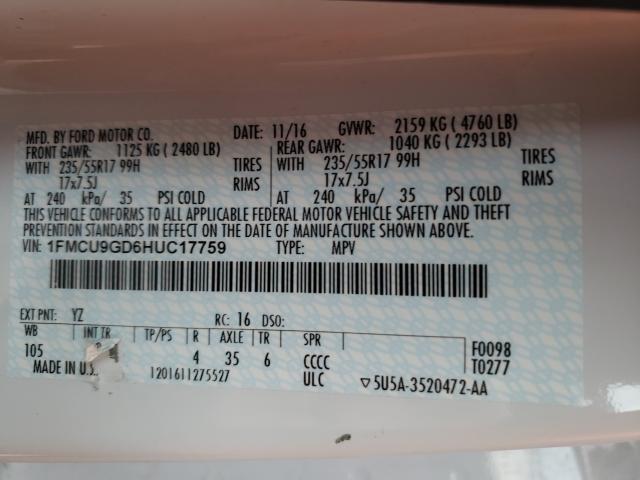 MFD. BY FORD MOTOR CO. DATE: 11/16 GVWR: 2159 KG ( 4760 LB)
FRONT GAWR: 1125 KG ( 2480 LB) REAR GAWR: 1040 KG ( 2293 LB)
WITH 235/55R17 99H TIRES WITH 235/55R17 99H TIRES
17x7.5J RIMS 17x7.5J RIMS
AT 240 kPa/ 35 PSI COLD AT 240 kPa/ 35 PSI COLD
THIS VEHICLE CONFORMS TO ALL APPLICABLE FEDERAL MOTOR VEHICLE SAFETY AND THEFT
PREVENTION STANDARDS IN EFFECT ON THE DATE OF MANUFACTURE SHOWN ABOVE.
VIN: 1FMCU9GD6HUC17759 TYPE: MPV
EXT PNT: YZ RC: 16 DSO:
WB INT TR TP/PS R AXLE TR SPR
105 4 35 6 CCCC F0098
MADE IN U.S. 1201611275527 ULC T0277
▽5U5A-3520472-AA